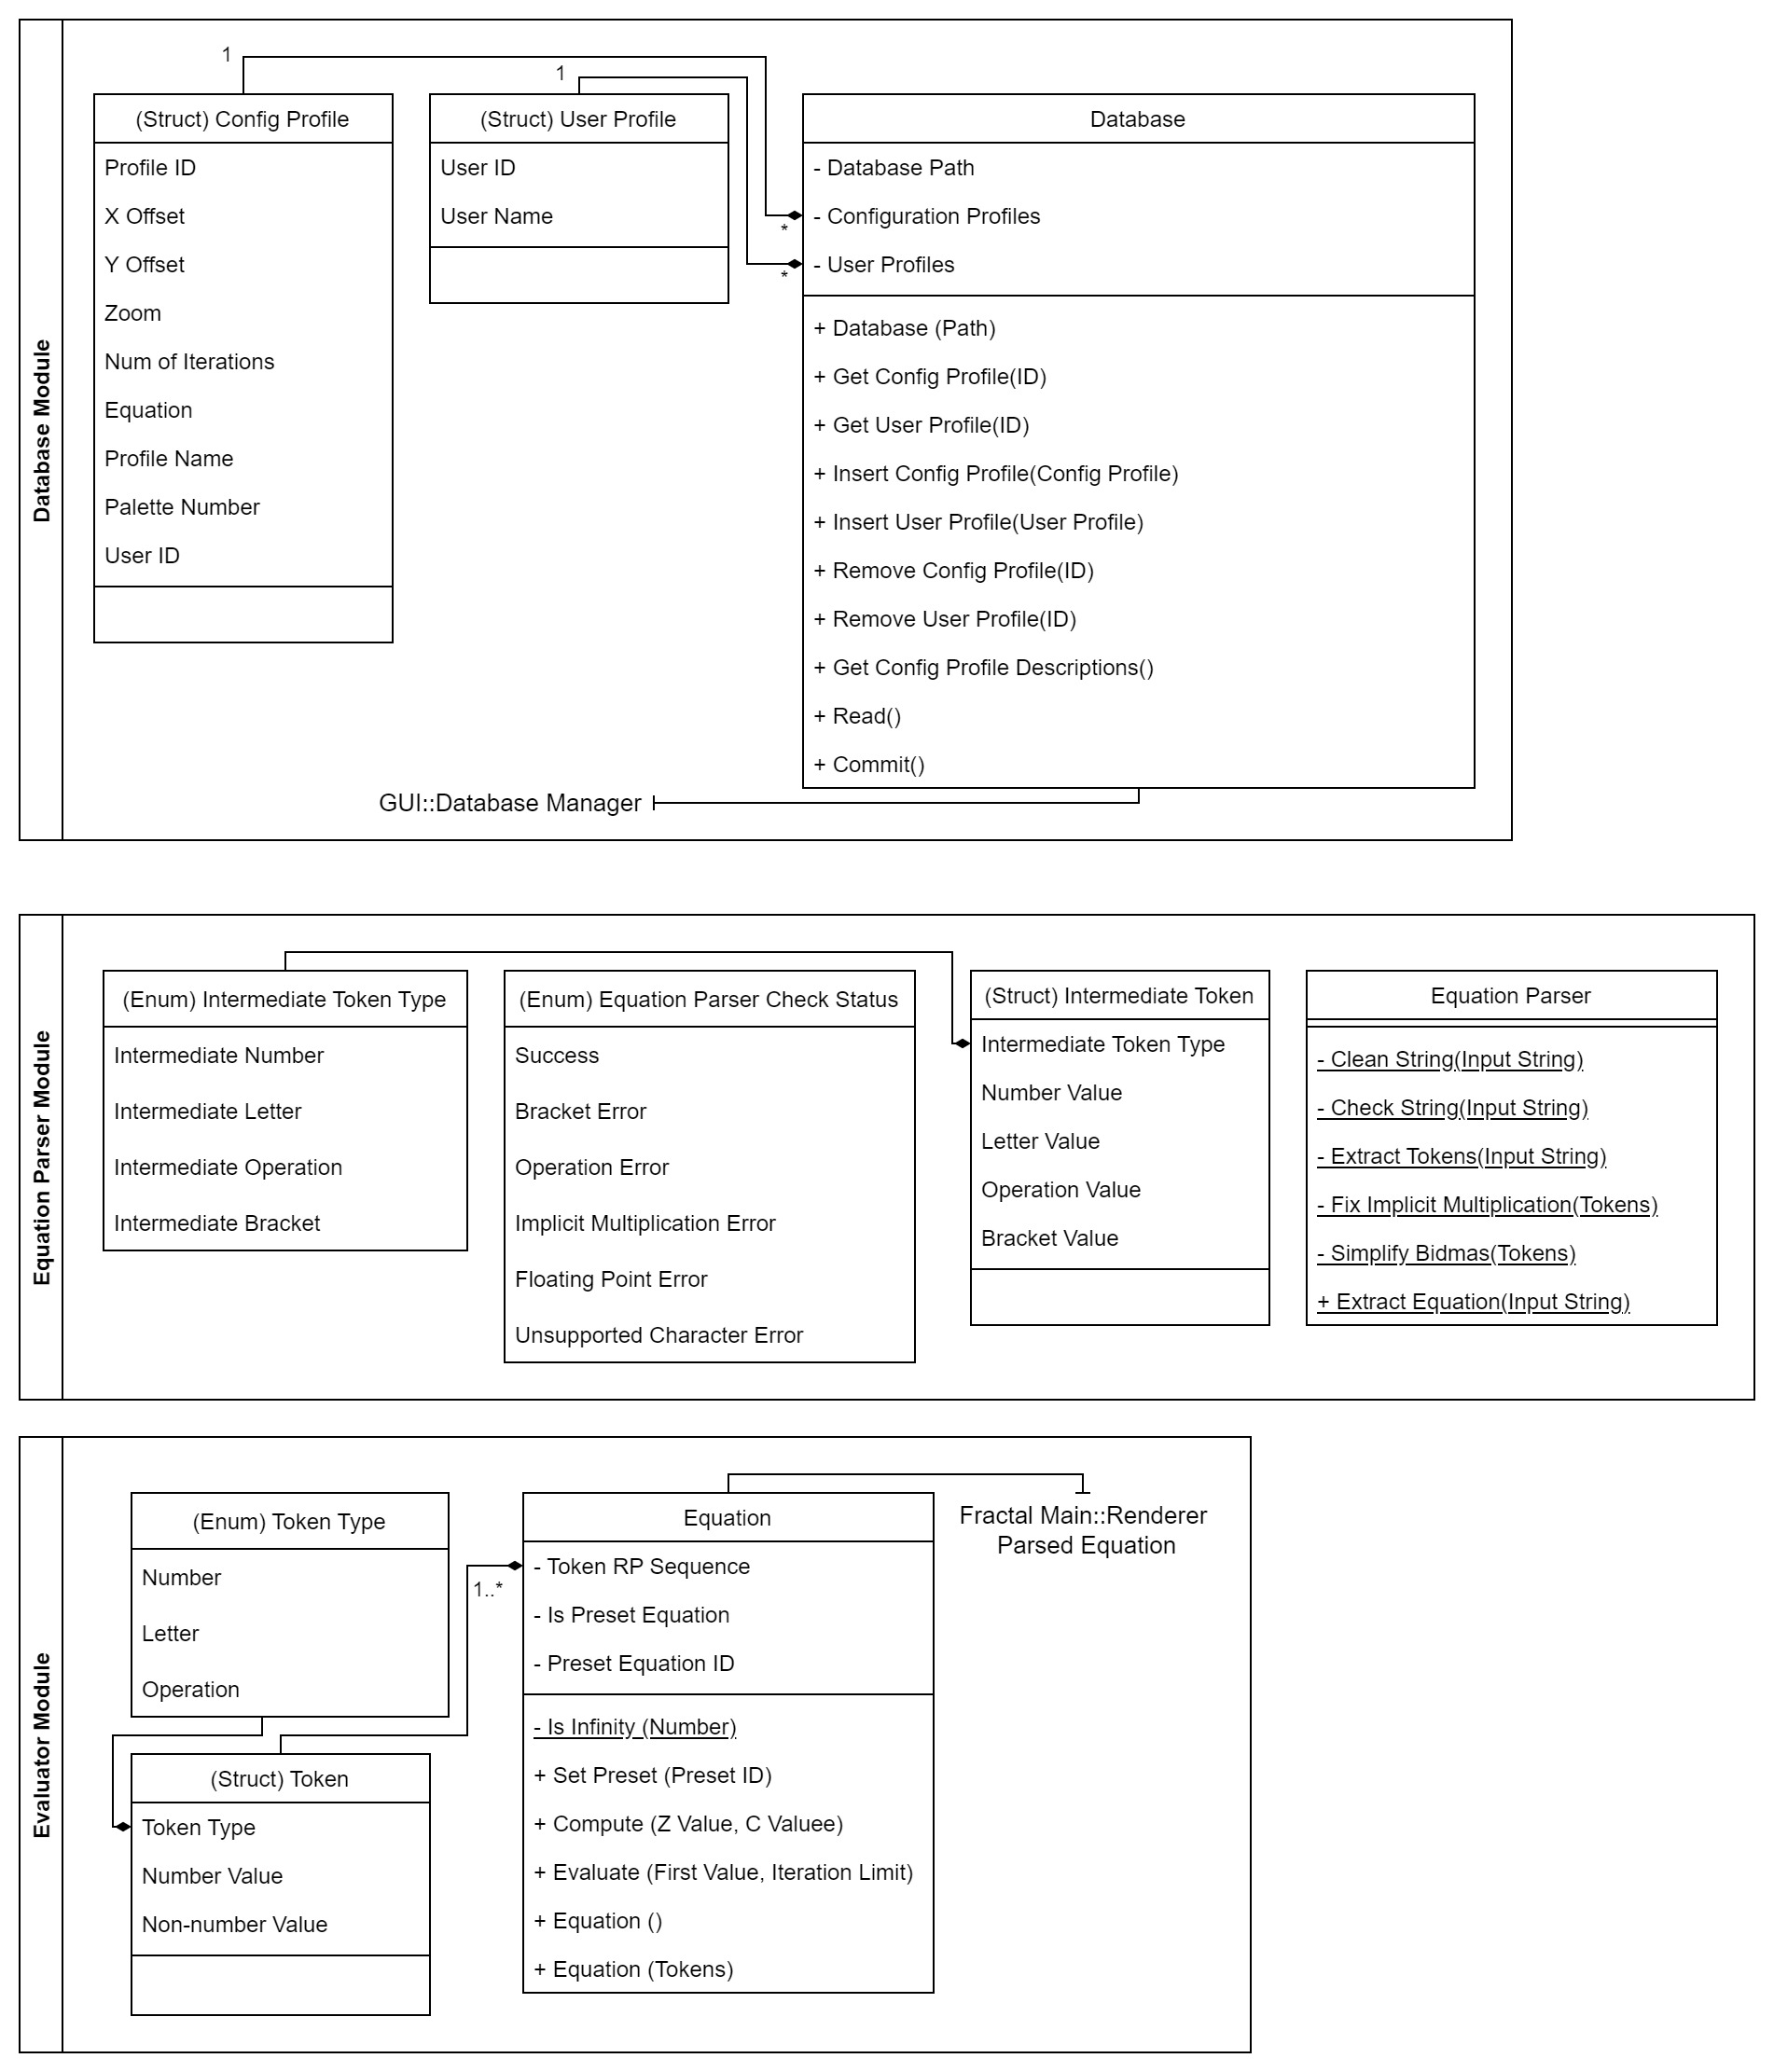 Database Module
1
1
(Struct) Config Profile
Profile ID
X Offset
Y Offset
Zoom
Num of Iterations
Equation
Profile Name
Palette Number
User ID
(Struct) User Profile
User ID
User Name
*
*
Database
- Database Path
- Configuration Profiles
- User Profiles
+ Database (Path)
+ Get Config Profile(ID)
+ Get User Profile(ID)
+ Insert Config Profile(Config Profile)
+ Insert User Profile(User Profile)
+ Remove Config Profile(ID)
+ Remove User Profile(ID)
+ Get Config Profile Descriptions()
+ Read()
+ Commit()
GUI::Database Manager
Equation Parser Module
(Enum) Intermediate Token Type
Intermediate Number
Intermediate Letter
Intermediate Operation
Intermediate Bracket
(Enum) Equation Parser Check Status
Success
Bracket Error
Operation Error
Implicit Multiplication Error
Floating Point Error
Unsupported Character Error
(Struct) Intermediate Token
Intermediate Token Type
Number Value
Letter Value
Operation Value
Bracket Value
Equation Parser
- Clean String(Input String)
- Check String(Input String)
- Extract Tokens(Input String)
- Fix Implicit Multiplication(Tokens)
- Simplify Bidmas(Tokens)
+ Extract Equation(Input String)
Evaluator Module
(Enum) Token Type
Number
Letter
Operation
(Struct) Token
Token Type
Number Value
Non-number Value
1..*
Equation
- Token RP Sequence
- Is Preset Equation
- Preset Equation ID
- Is Infinity (Number)
+ Set Preset (Preset ID)
+ Compute (Z Value, C Valuee)
+ Evaluate (First Value, Iteration Limit)
+ Equation ()
+ Equation (Tokens)
Fractal Main::Renderer
Parsed Equation